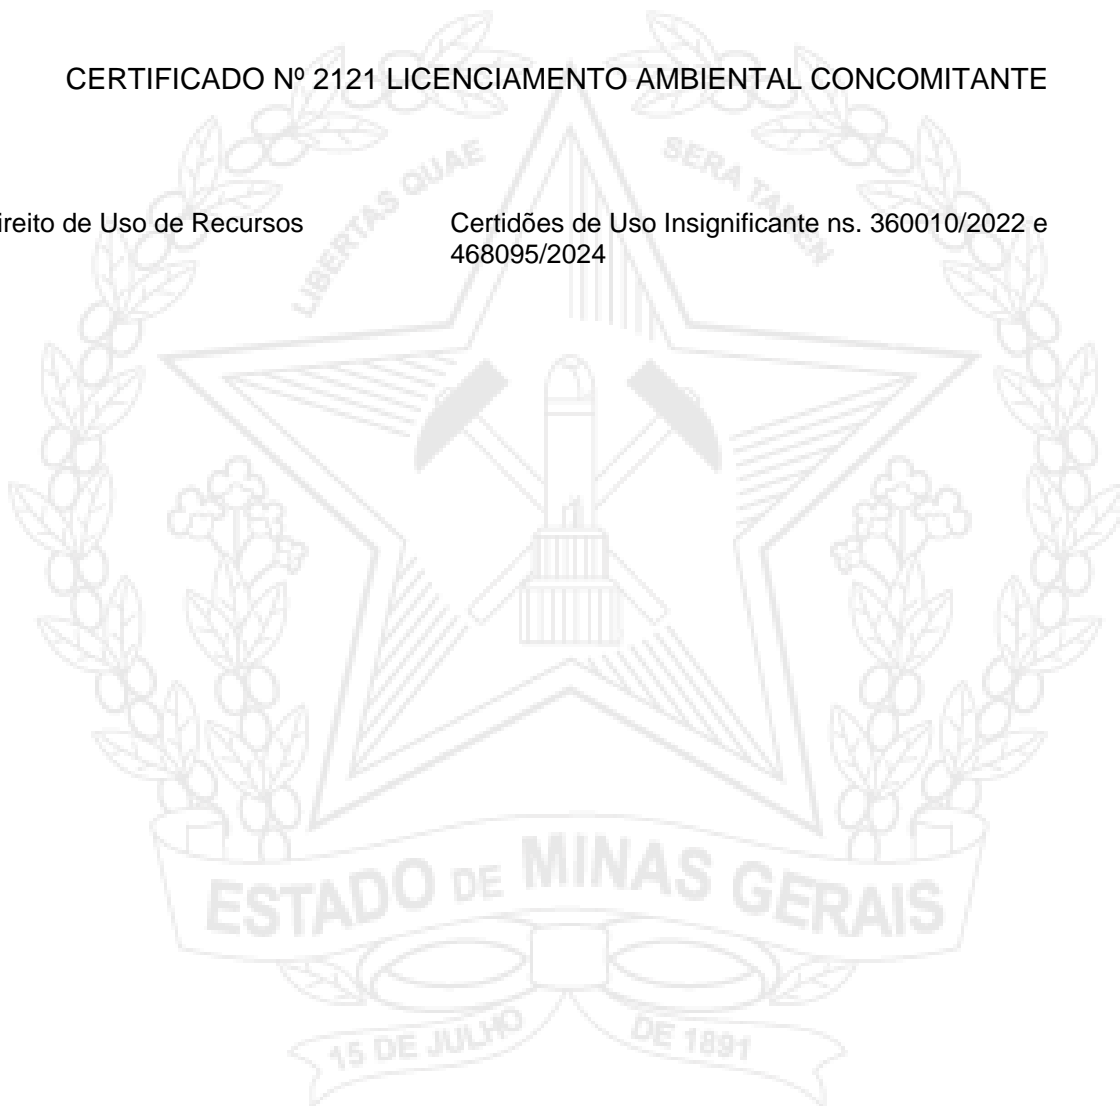 CERTIFICADO Nº 2121 LICENCIAMENTO AMBIENTAL CONCOMITANTE
LIBERTAS QUAE SERA TAMEN
ireito de Uso de Recursos
Certidões de Uso Insignificante ns. 360010/2022 e
468095/2024
ESTADO DE MINAS GERAIS
15 DE JULHO DE 1891